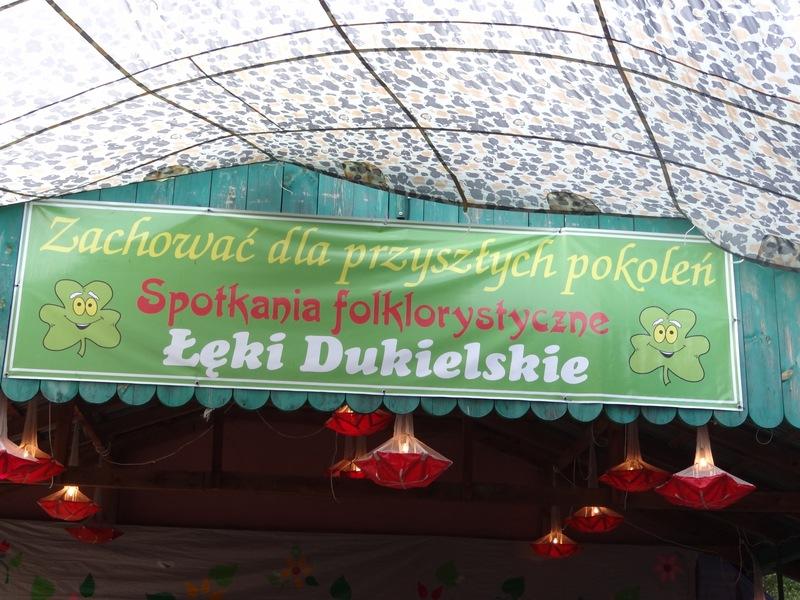 Zachować dla przyszłych pokoleń
Spotkania folklorystyczne
Łęki Dukielskie